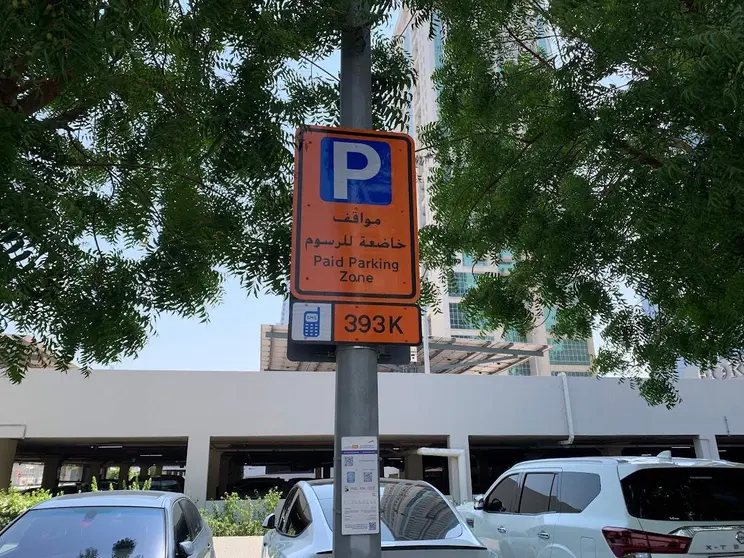 P
مواقف
خاضعة للرسوم
Paid Parking
Zone
SMS
393K